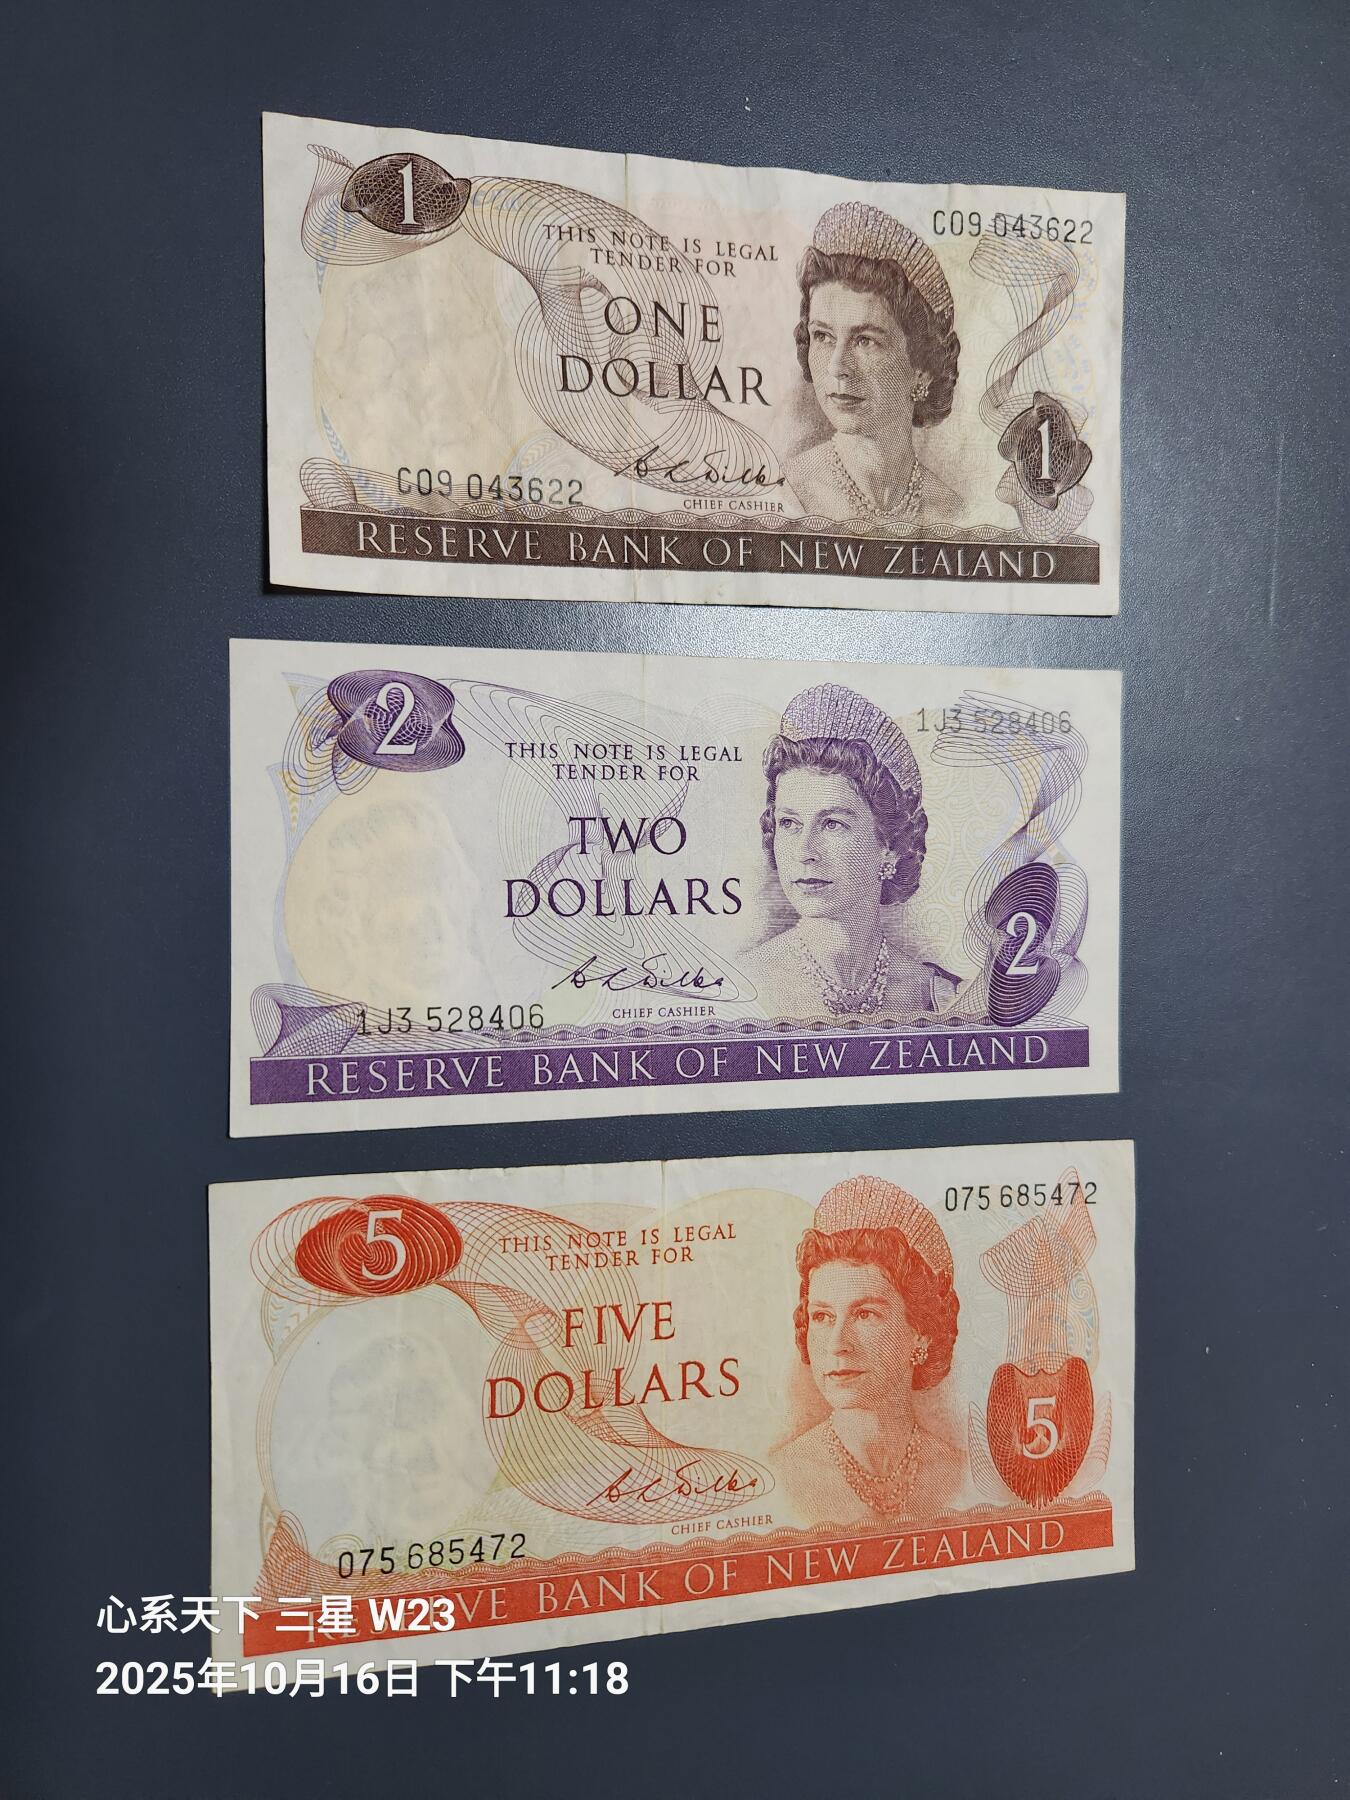 1
C09 043622
THIS NOTE IS LEGAL
TENDER FOR
ONE
DOLLAR
1
C09 043622
CHIEF CASHIER
RESERVE BANK OF NEW ZEALAND
2
1J3 528406
THIS NOTE IS LEGAL
TENDER FOR
TWO
DOLLARS
2
1J3 528406
CHIEF CASHIER
RESERVE BANK OF NEW ZEALAND
5
075 685472
THIS NOTE IS LEGAL
TENDER FOR
FIVE
DOLLARS
5
CHIEF CASHIER
075 685472
RESERVE BANK OF NEW ZEALAND
心系天下 三星 W23
2025年10月16日 下午11:18